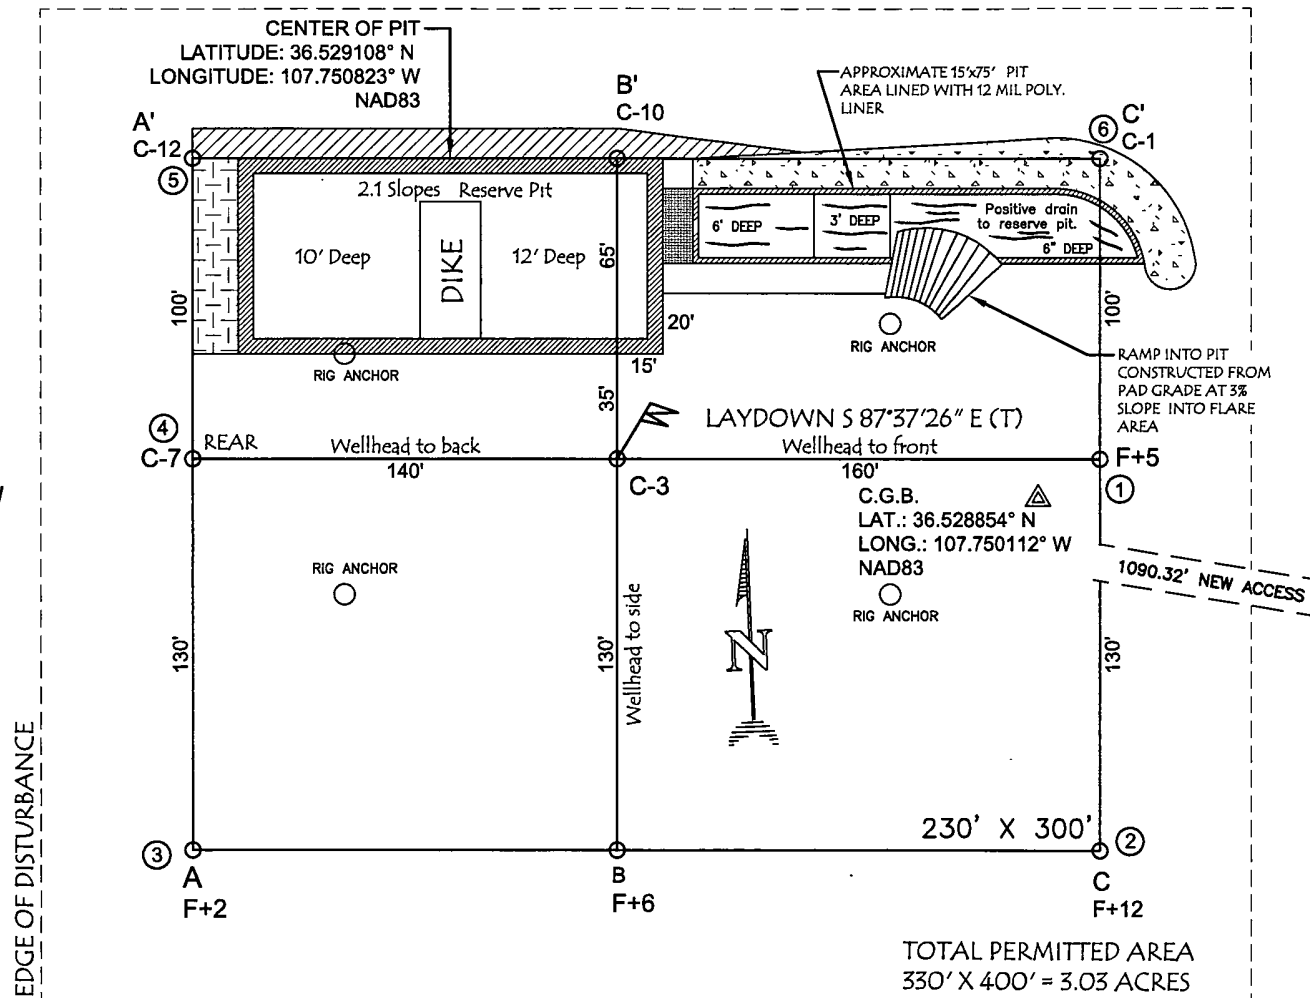 CENTER OF PIT
LATITUDE: 36.529108° N
LONGITUDE: 107.750823° W
NAD83
APPROXIMATE 15'x75' PIT
AREA LINED WITH 12 MIL POLY.
LINER
A'
C-12
B'
C-10
C'
6
C-1
5
2.1 Slopes Reserve Pit
10' Deep
DIKE
12' Deep
65'
6' DEEP
3' DEEP
Positive drain
to reserve pit.
6" DEEP
100'
100'
20'
15'
35'
RIG ANCHOR
RIG ANCHOR
RAMP INTO PIT
CONSTRUCTED FROM
PAD GRADE AT 3%
SLOPE INTO FLARE
AREA
4
C-7
REAR
Wellhead to back
140'
LAYDOWN S 87°37'26" E (T)
Wellhead to front
160'
F+5
1
C-3
C.G.B.
LAT.: 36.528854° N
LONG.: 107.750112° W
NAD83
RIG ANCHOR
RIG ANCHOR
1090.32' NEW ACCESS
130'
130'
Wellhead to side
130'
N
230' X 300'
3
2
A
F+2
B
F+6
C
F+12
EDGE OF DISTURBANCE
TOTAL PERMITTED AREA
330' X 400' = 3.03 ACRES